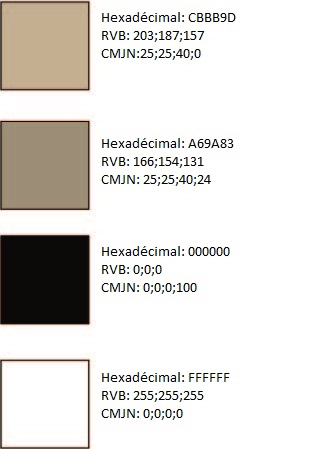 Hexadécimal: CBBB9D
RVB: 203;187;157
CMJN:25;25;40;0
Hexadécimal: A69A83
RVB: 166;154;131
CMJN: 25;25;40;24
Hexadécimal: 000000
RVB: 0;0;0
CMJN: 0;0;0;100
Hexadécimal: FFFFFF
RVB: 255;255;255
CMJN: 0;0;0;0